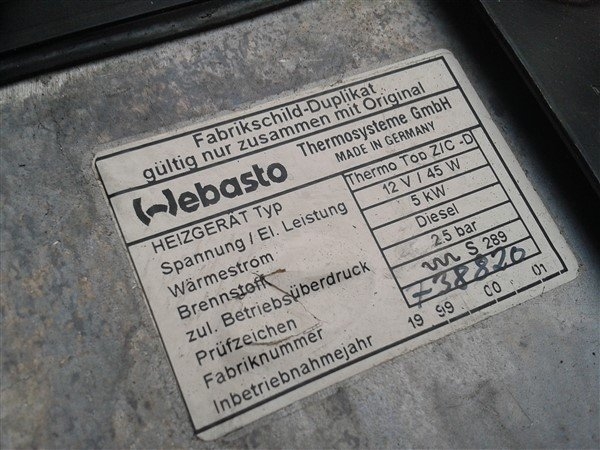 Fabrikschild-Duplikat
gültig nur zusammen mit Original
Webasto Thermosysteme GmbH
MADE IN GERMANY
HEIZGERÄT Typ Thermo Top Z/C -D
Spannung / El. Leistung 12 V / 45 W
Wärmestrom 5 kW
Brennstoff Diesel
zul. Betriebsüberdruck 2.5 bar
Prüfzeichen S 289
Fabriknummer 738820
Inbetriebnahmejahr 19 99 00 01